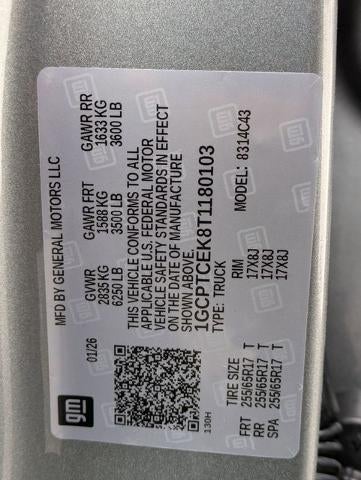 MFD BY GENERAL MOTORS LLC
01/26
GVWR
2835 KG
6250 LB
GAWR FRT
1588 KG
3500 LB
GAWR RR
1633 KG
3600 LB
THIS VEHICLE CONFORMS TO ALL
APPLICABLE U.S. FEDERAL MOTOR
VEHICLE SAFETY STANDARDS IN EFFECT
ON THE DATE OF MANUFACTURE
SHOWN ABOVE.
1GCPTCEK8T1180103
TYPE: TRUCK
MODEL: 8314C43
gm
130H
TIRE SIZE
RIM
FRT 255/65R17 T 17X8J
RR 255/65R17 T 17X8J
SPA 255/65R17 T 17X8J